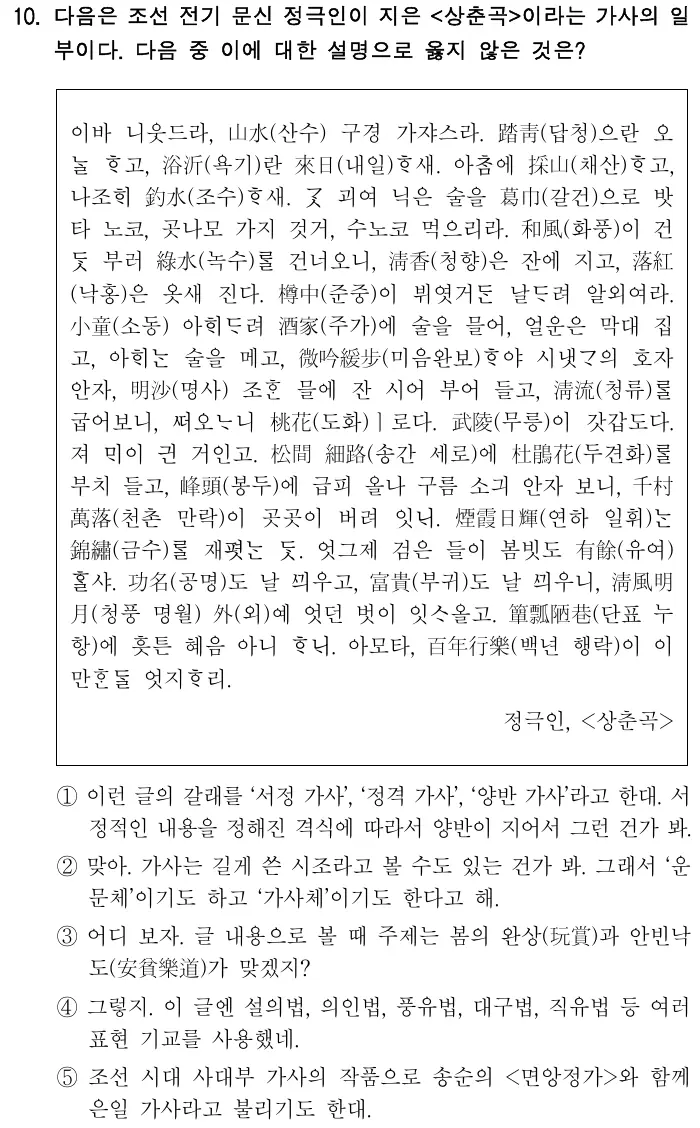 10. 다음은 조선 전기 문신 정극인이 지은 <상춘곡>이라는 가사의 일
부이다. 다음 중 이에 대한 설명으로 옳지 않은 것은?
이바 니웃드라, 山水(산수) 구경 가쟈스라. 踏靑(답청)으란 오
ᄂᆞᆯ ᄒᆞ고, 浴沂(욕기)란 來日(내일)ᄒᆞ새. 아ᄎᆞᆷ에 採山(채산)ᄒᆞ고,
나조ᄒᆡ 釣水(조수)ᄒᆞ새. ᄀᆞᆺ 괴여 닉은 술을 葛巾(갈건)으로 밧
타 노코, 곳나모 가지 것거, 수노코 먹으리라. 和風(화풍)이 건
ᄃᆞᆺ 부러 綠水(녹수)ᄅᆞᆯ 건너오니, 淸香(청향)은 잔에 지고, 落紅
(낙홍)은 옷새 진다. 樽中(준중)이 뷔엿거ᄃᆞᆫ 날ᄃᆞ려 알외여라.
小童(소동) 아ᄒᆡᄃᆞ려 酒家(주가)에 술을 믈어, 얼운은 막대 집
고, 아ᄒᆡᄂᆞᆫ 술을 메고, 微吟緩步(미음완보)ᄒᆞ야 시냇ᄀᆞ의 호자
안자, 明沙(명사) 조ᄒᆞᆫ 믈에 잔 시어 부어 들고, 淸流(청류)ᄅᆞᆯ
굽어보니, ᄯᅥ오ᄂᆞ니 桃花(도화)ㅣ로다. 武陵(무릉)이 갓갑도다.
져 ᄆᆡ이 긘 거인고. 松間 細路(송간 세로)에 杜鵑花(두견화)ᄅᆞᆯ
부치 들고, 峰頭(봉두)에 급피 올나 구름 소긔 안자 보니, 千村
萬落(천촌 만락)이 곳곳이 버려 잇ᄂᆡ. 煙霞日輝(연하 일휘)ᄂᆞᆫ
錦繡(금수)ᄅᆞᆯ 재폇ᄂᆞᆫ ᄃᆞᆺ. 엇그제 검은 들이 봄빗도 有餘(유여)
ᄒᆞᆯ샤. 功名(공명)도 날 ᄭᅴ우고, 富貴(부귀)도 날 ᄭᅴ우니, 淸風明
月(청풍 명월) 外(외)예 엇던 벗이 잇ᄉᆞ올고. 簞瓢陋巷(단표 누
항)에 흣튼 혜음 아니 ᄒᆞᄂᆡ. 아모타, 百年行樂(백년 행락)이 이
만ᄒᆞᆫᄃᆞᆯ 엇지ᄒᆞ리.
정극인, <상춘곡>
① 이런 글의 갈래를 ‘서정 가사’, ‘정격 가사’, ‘양반 가사’라고 한대. 서
정적인 내용을 정해진 격식에 따라서 양반이 지어서 그런 건가 봐.
② 맞아. 가사는 길게 쓴 시조라고 볼 수도 있는 건가 봐. 그래서 ‘운
문체’이기도 하고 ‘가사체’이기도 한다고 해.
③ 어디 보자. 글 내용으로 볼 때 주제는 봄의 완상(玩賞)과 안빈낙
도(安貧樂道)가 맞겠지?
④ 그렇지. 이 글엔 설의법, 의인법, 풍유법, 대구법, 직유법 등 여러
표현 기교를 사용했네.
⑤ 조선 시대 사대부 가사의 작품으로 송순의 <면앙정가>와 함께
은일 가사라고 불리기도 한대.